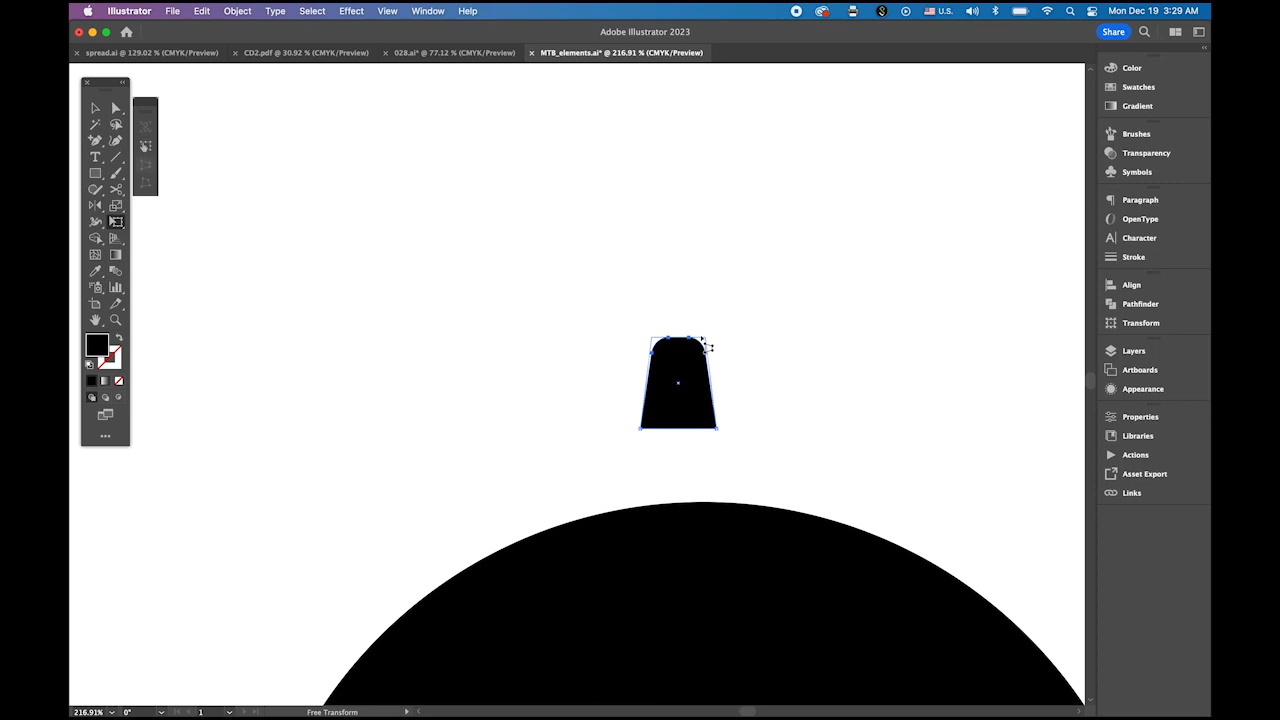 Illustrator File Edit Object Type Select Effect View Window Help U.S. Mon Dec 19 3:29 AM
Adobe Illustrator 2023
Share
spread.ai @ 129.02 % (CMYK/Preview) CD2.pdf @ 30.92 % (CMYK/Preview) 028.ai* @ 77.12 % (CMYK/Preview) MTB_elements.ai* @ 216.91 % (CMYK/Preview)
Color
Swatches
Gradient
Brushes
Transparency
Symbols
Paragraph
OpenType
Character
Stroke
Align
Pathfinder
Transform
Layers
Artboards
Appearance
Properties
Libraries
Actions
Asset Export
Links
216.91% 0° 1 Free Transform